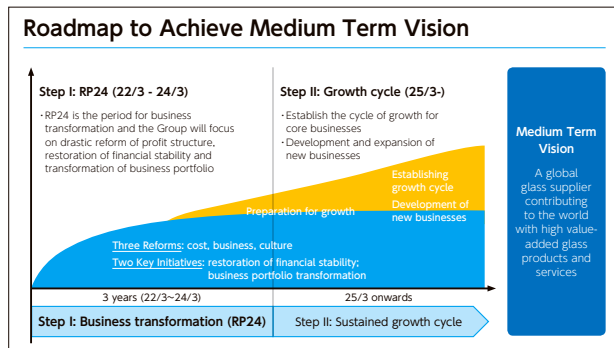 Roadmap to Achieve Medium Term Vision
Step I: RP24 (22/3 - 24/3)
・RP24 is the period for business
transformation and the Group will focus
on drastic reform of profit structure,
restoration of financial stability and
transformation of business portfolio
Step II: Growth cycle (25/3-)
・Establish the cycle of growth for
core businesses
・Development and expansion of
new businesses
Establishing
growth cycle
Preparation for growth
Development of
new businesses
Three Reforms: cost, business, culture
Two Key Initiatives: restoration of financial stability;
business portfolio transformation
3 years (22/3~24/3)
25/3 onwards
Step I: Business transformation (RP24)
Step II: Sustained growth cycle
Medium Term
Vision
A global
glass supplier
contributing
to the world
with high value-
added glass
products and
services